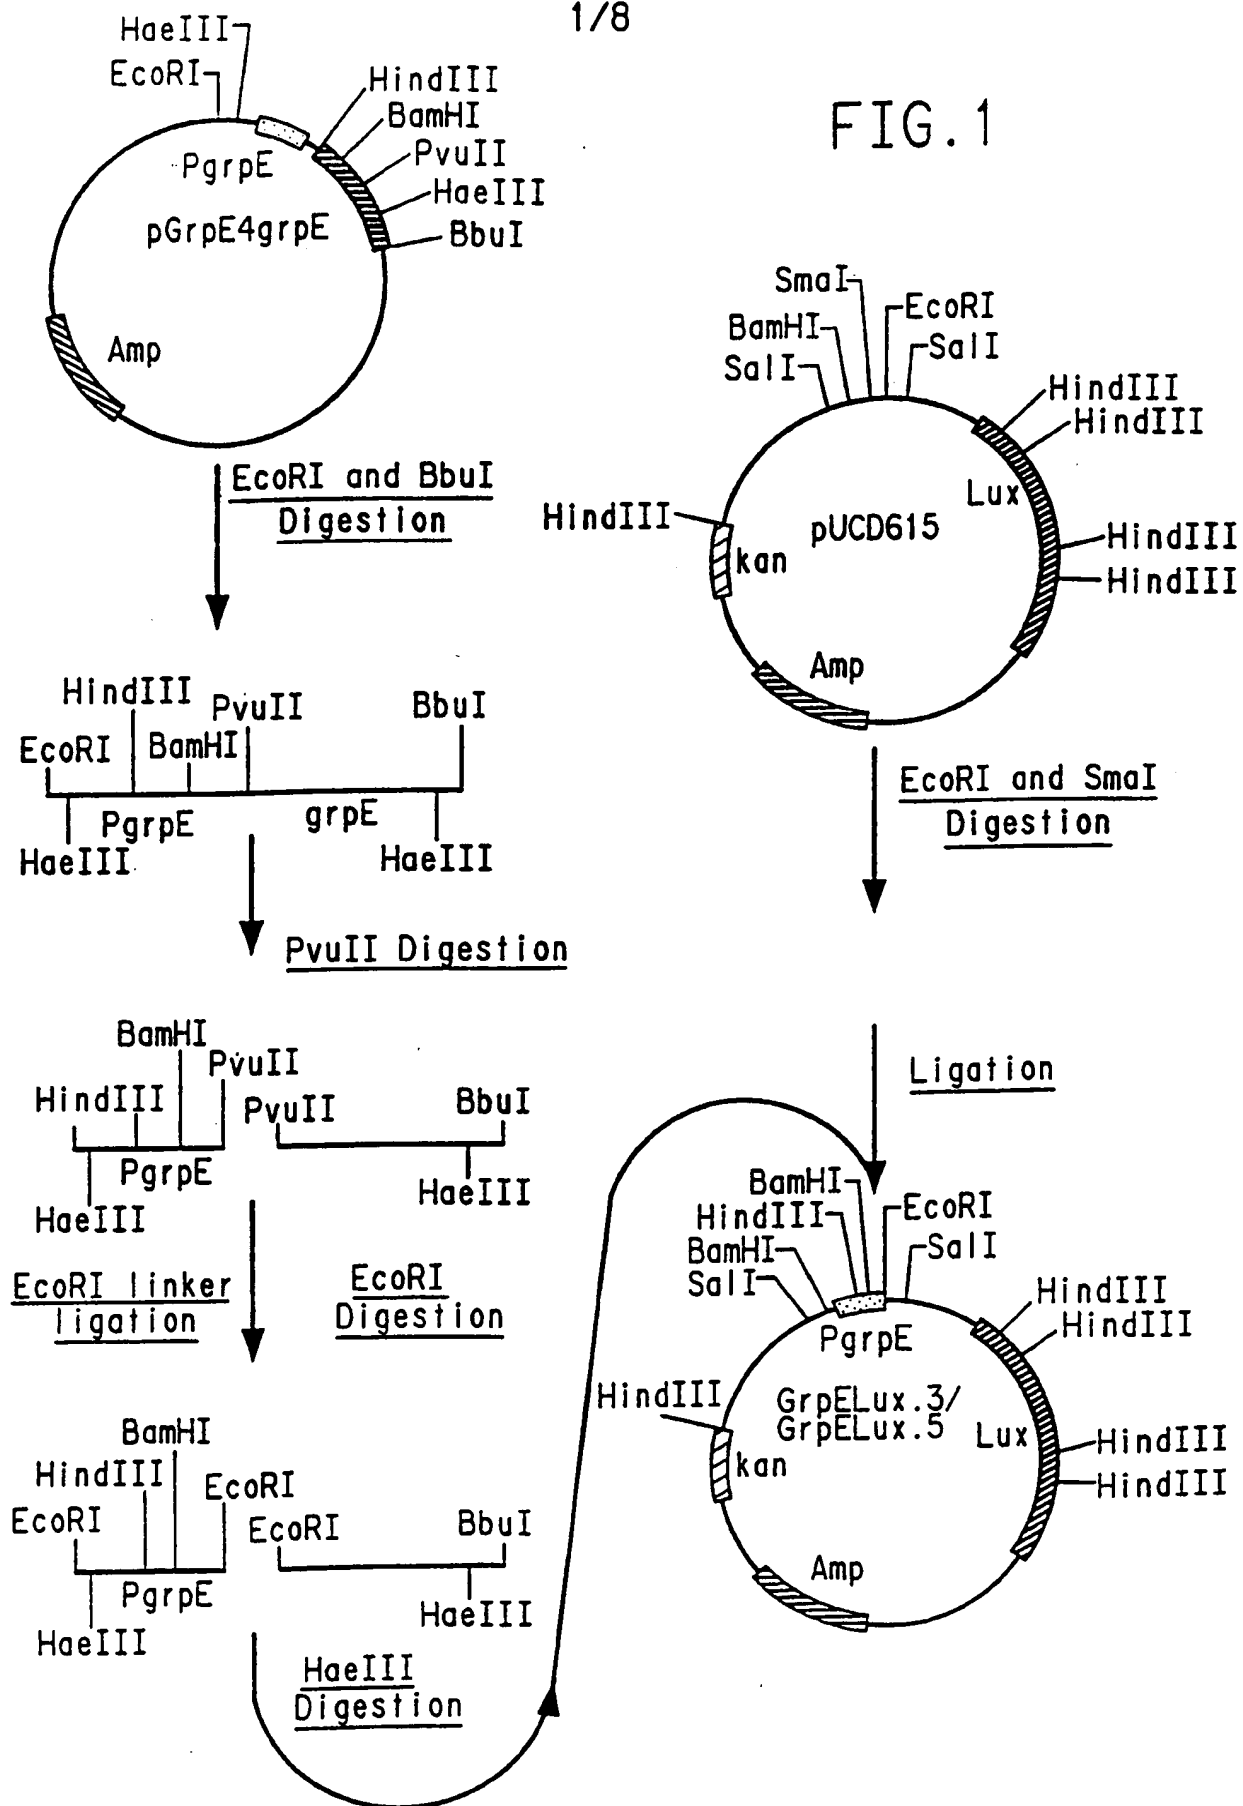 1/8
FIG.1
HaeIII
EcoRI
HindIII
BamHI
PvuII
HaeIII
BbuI
PgrpE
pGrpE4grpE
Amp
EcoRI and BbuI
Digestion
HindIII
PvuII
BbuI
EcoRI
BamHI
PgrpE
grpE
HaeIII
HaeIII
PvuII Digestion
BamHI
PvuII
HindIII
PvuII
BbuI
PgrpE
HaeIII
HaeIII
EcoRI linker
ligation
EcoRI
Digestion
BamHI
HindIII
EcoRI
EcoRI
EcoRI
BbuI
PgrpE
HaeIII
HaeIII
HaeIII
Digestion
SmaI
EcoRI
BamHI
SalI
SalI
HindIII
HindIII
Lux
HindIII
pUCD615
HindIII
kan
HindIII
Amp
EcoRI and SmaI
Digestion
Ligation
BamHI
HindIII
EcoRI
BamHI
SalI
SalI
HindIII
HindIII
PgrpE
HindIII
GrpELux.3/
GrpELux.5
Lux
HindIII
kan
HindIII
Amp